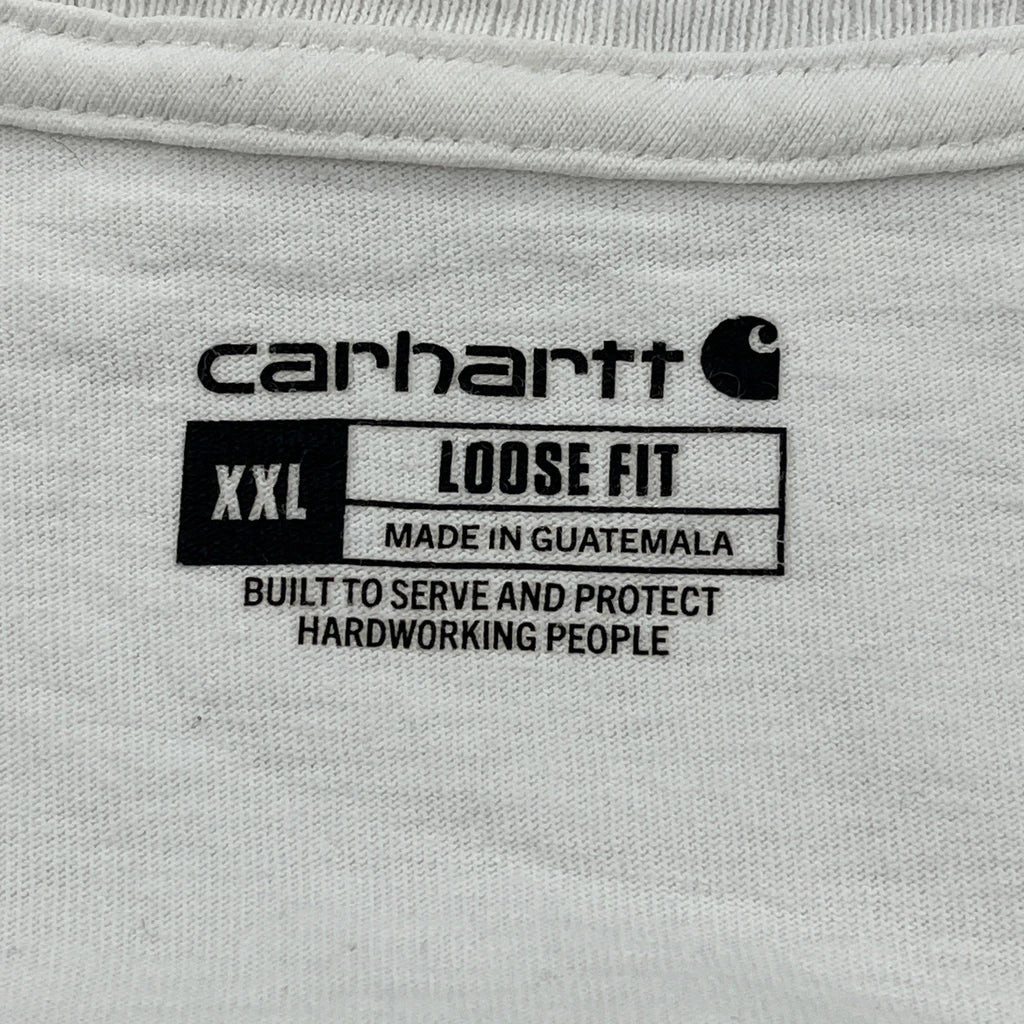 carhartt
XXL
LOOSE FIT
MADE IN GUATEMALA
BUILT TO SERVE AND PROTECT
HARDWORKING PEOPLE